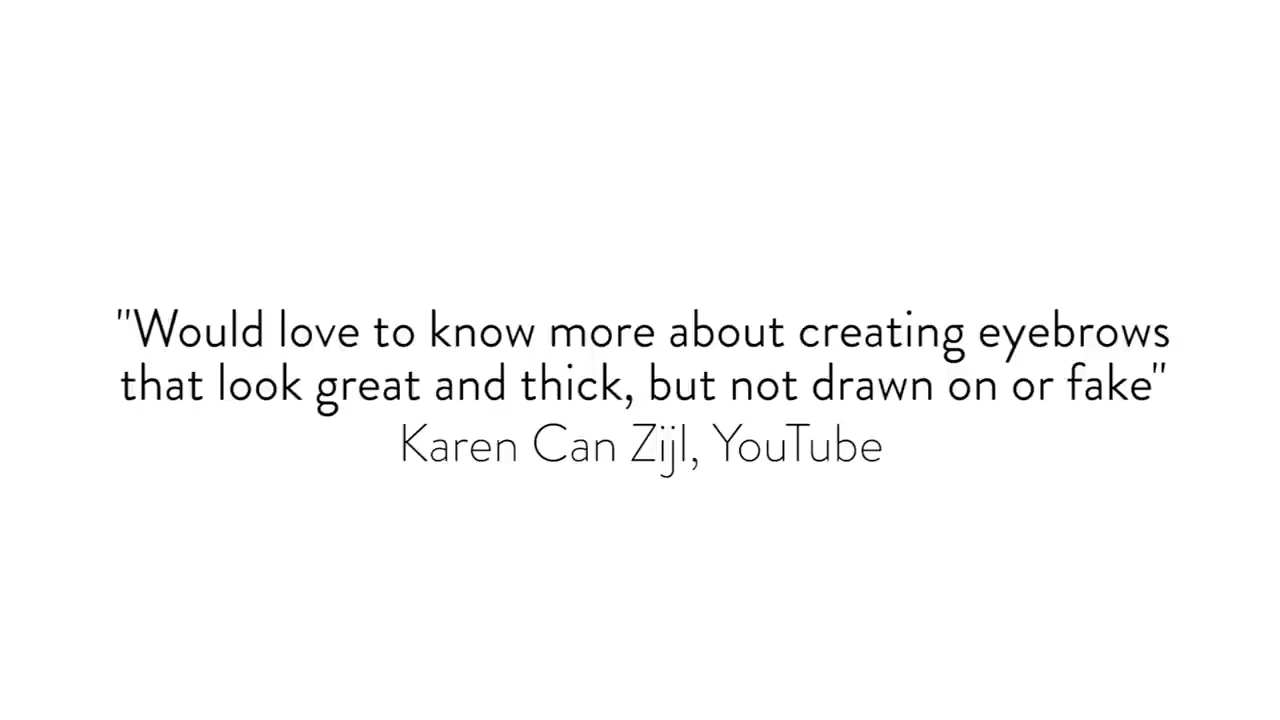 "Would love to know more about creating eyebrows
that look great and thick, but not drawn on or fake"
Karen Can Zijl, YouTube